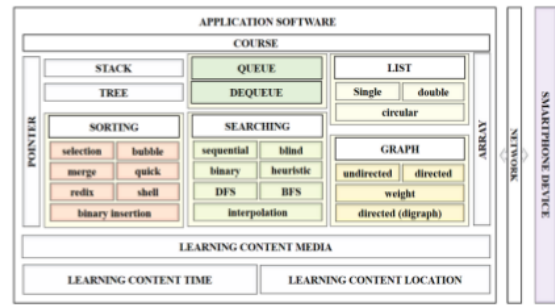 APPLICATION SOFTWARE
COURSE
POINTER
STACK
TREE
QUEUE
DEQUEUE
LIST
Single double
circular
ARRAY
SORTING
selection bubble
merge quick
redix shell
binary insertion
SEARCHING
sequential blind
binary heuristic
DFS BFS
interpolation
GRAPH
undirected directed
weight
directed (digraph)
LEARNING CONTENT MEDIA
LEARNING CONTENT TIME
LEARNING CONTENT LOCATION
NETWORK
SMARTPHONE DEVICE